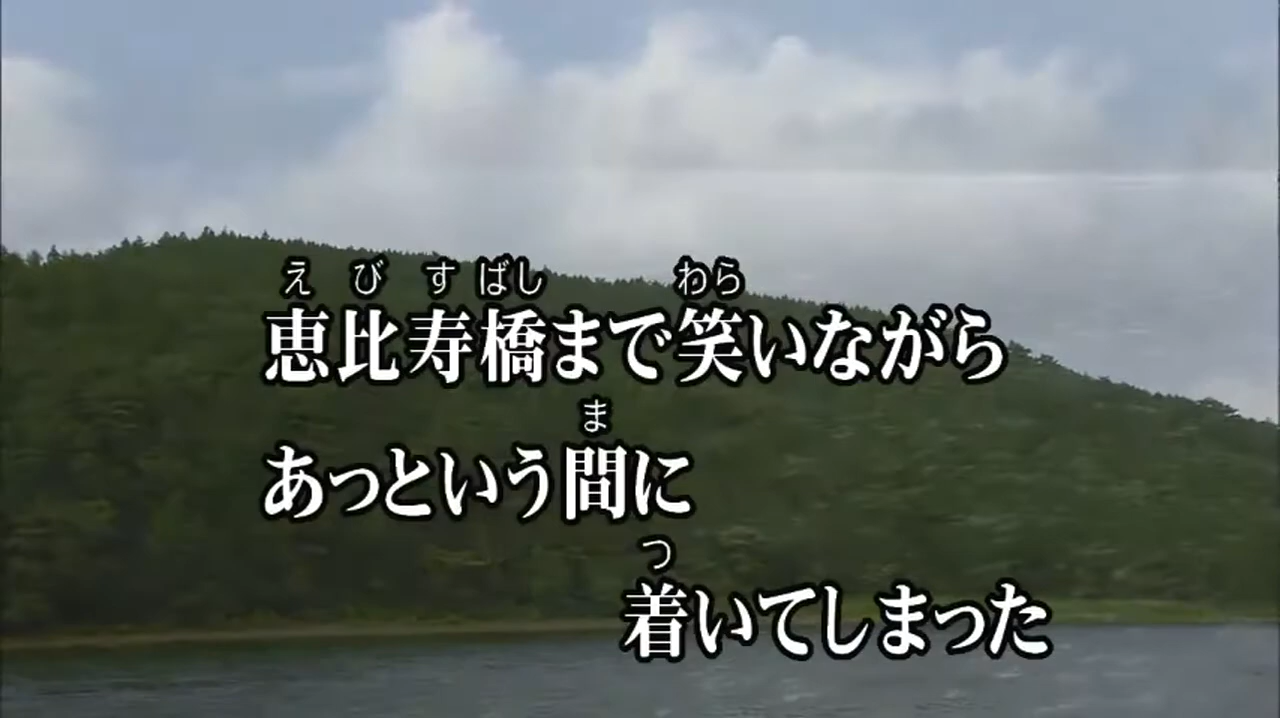 えびすばし わら
恵比寿橋まで笑いながら
ま
あっという間に
つ
着いてしまった